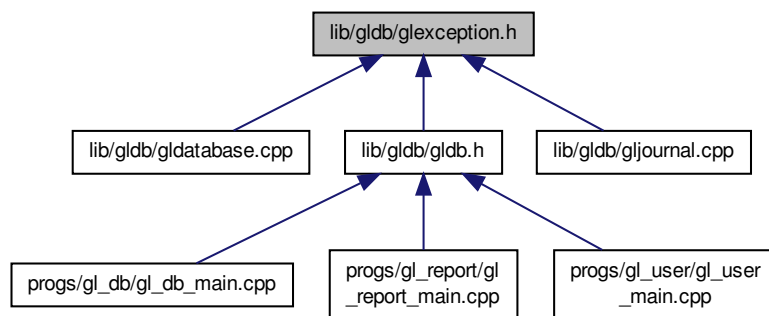 lib/gldb/glexception.h
lib/gldb/gldatabase.cpp
lib/gldb/gldb.h
lib/gldb/gljournal.cpp
progs/gl_db/gl_db_main.cpp
progs/gl_report/gl
_report_main.cpp
progs/gl_user/gl_user
_main.cpp